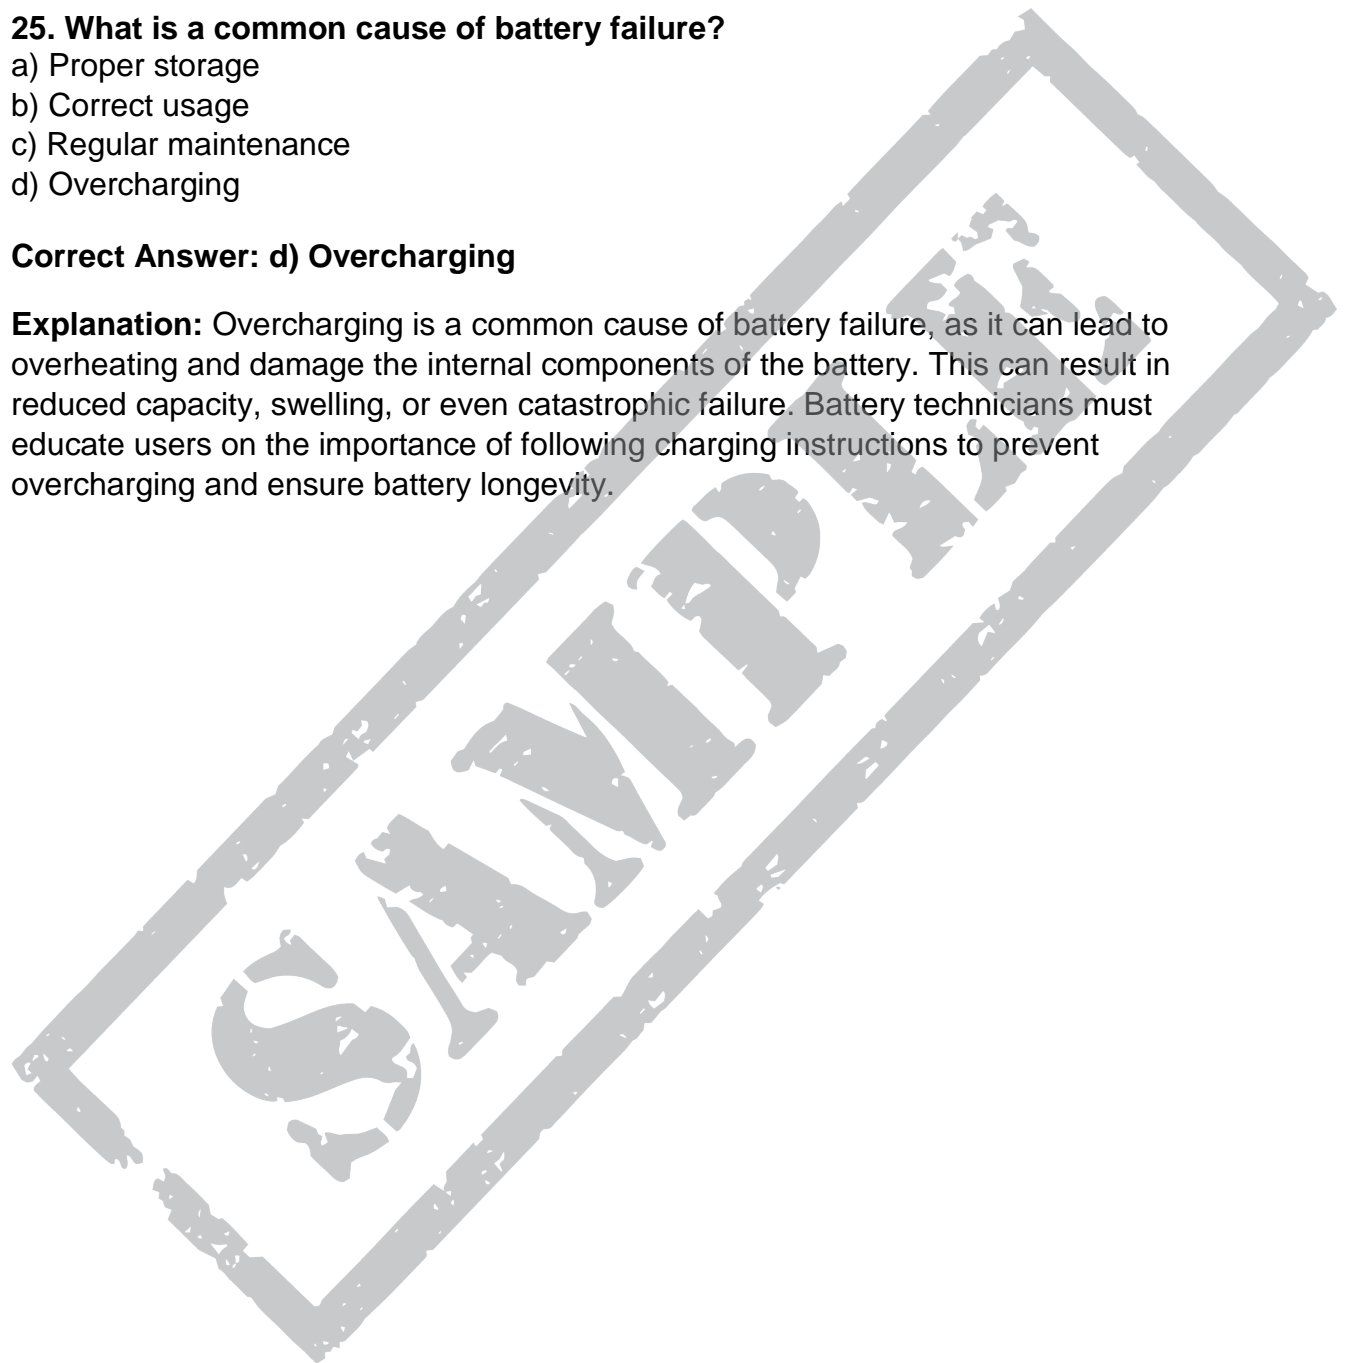 25. What is a common cause of battery failure?
a) Proper storage
b) Correct usage
c) Regular maintenance
d) Overcharging
Correct Answer: d) Overcharging
Explanation: Overcharging is a common cause of battery failure, as it can lead to
overheating and damage the internal components of the battery. This can result in
reduced capacity, swelling, or even catastrophic failure. Battery technicians must
educate users on the importance of following charging instructions to prevent
overcharging and ensure battery longevity.
SAMPLE